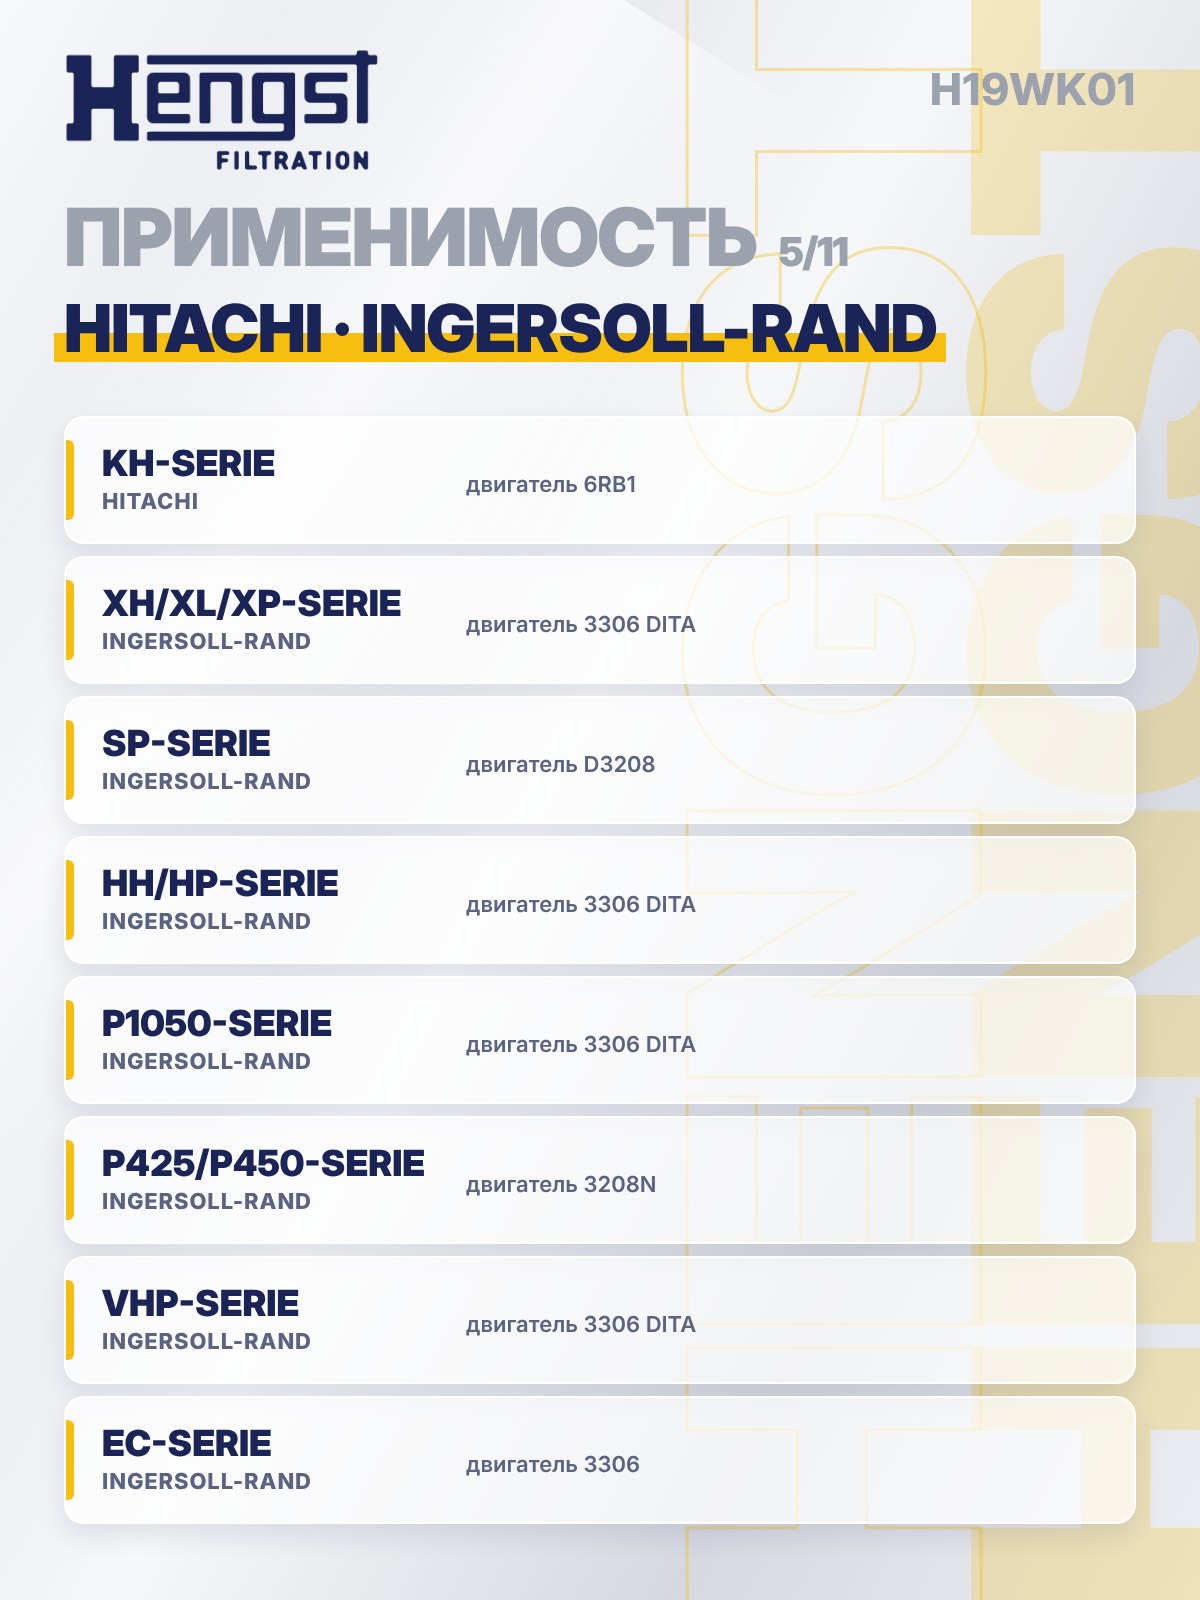 Hengst
FILTRATION
H19WK01
ПРИМЕНИМОСТЬ 5/11
HITACHI · INGERSOLL-RAND
KH-SERIE
HITACHI
двигатель 6RB1
XH/XL/XP-SERIE
INGERSOLL-RAND
двигатель 3306 DITA
SP-SERIE
INGERSOLL-RAND
двигатель D3208
HH/HP-SERIE
INGERSOLL-RAND
двигатель 3306 DITA
P1050-SERIE
INGERSOLL-RAND
двигатель 3306 DITA
P425/P450-SERIE
INGERSOLL-RAND
двигатель 3208N
VHP-SERIE
INGERSOLL-RAND
двигатель 3306 DITA
EC-SERIE
INGERSOLL-RAND
двигатель 3306
HENGST
HENGST